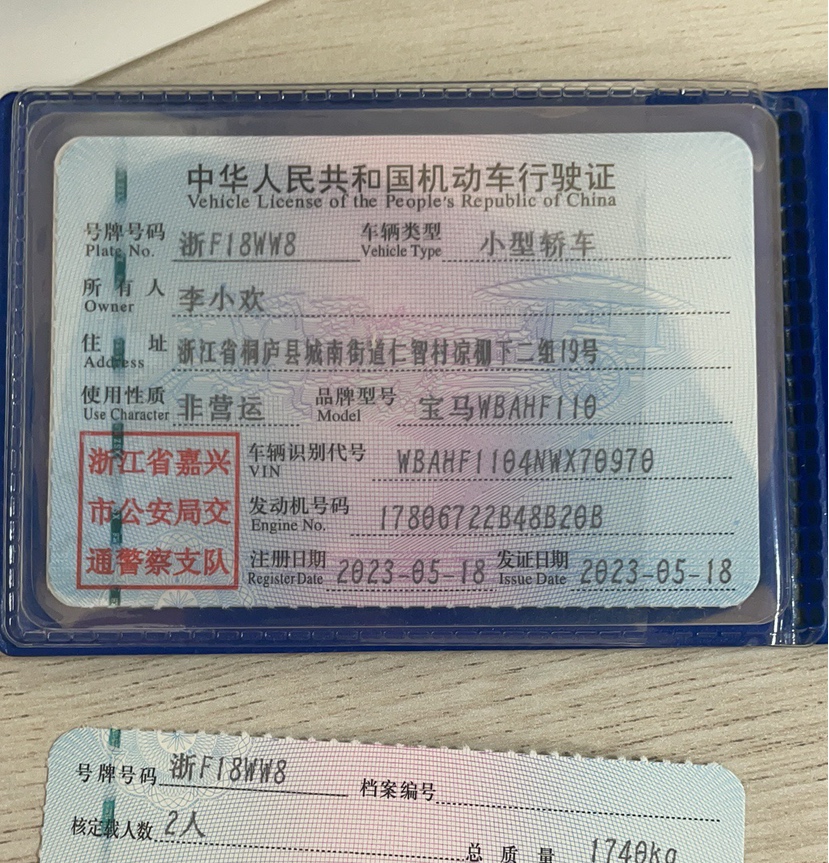 中华人民共和国机动车行驶证
Vehicle License of the People's Republic of China
号牌号码 Plate No. 浙F18WW8 车辆类型 Vehicle Type 小型轿车
所有人 Owner 李小欢
住址 Address 浙江省桐庐县城南街道仁智村凉棚下二组19号
使用性质 Use Character 非营运 品牌型号 Model 宝马WBAHF110
浙江省嘉兴
市公安局交
通警察支队
车辆识别代号 VIN WBAHF1104NWX70970
发动机号码 Engine No. 17806722B48B20B
注册日期 Register Date 2023-05-18 发证日期 Issue Date 2023-05-18
号牌号码 浙F18WW8 档案编号
核定载人数 2人 总质量 1740kg